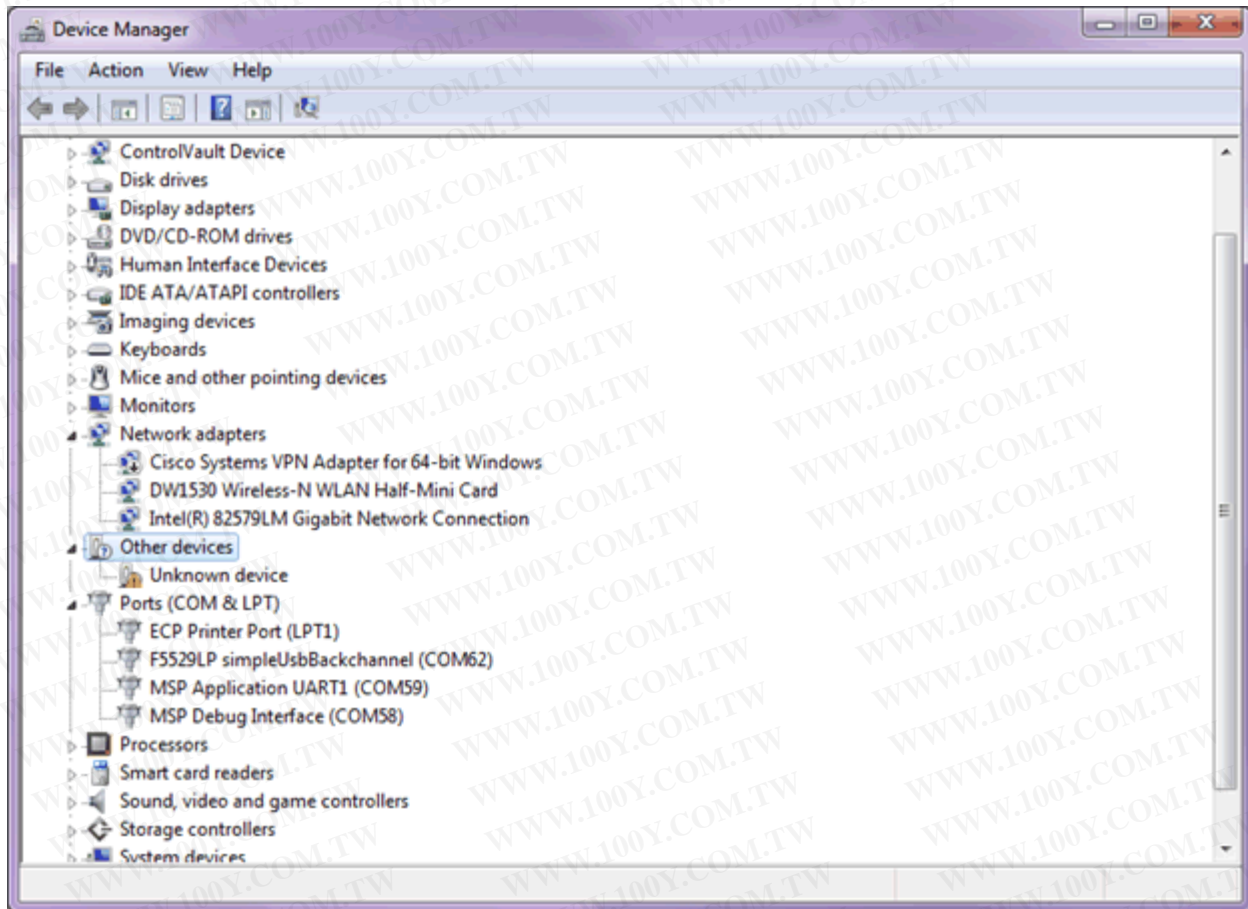 Device Manager
File Action View Help
ControlVault Device
Disk drives
Display adapters
DVD/CD-ROM drives
Human Interface Devices
IDE ATA/ATAPI controllers
Imaging devices
Keyboards
Mice and other pointing devices
Monitors
Network adapters
Cisco Systems VPN Adapter for 64-bit Windows
DW1530 Wireless-N WLAN Half-Mini Card
Intel(R) 82579LM Gigabit Network Connection
Other devices
Unknown device
Ports (COM & LPT)
ECP Printer Port (LPT1)
F5529LP simpleUsbBackchannel (COM62)
MSP Application UART1 (COM59)
MSP Debug Interface (COM58)
Processors
Smart card readers
Sound, video and game controllers
Storage controllers
System devices
WWW.100Y.COM.TW